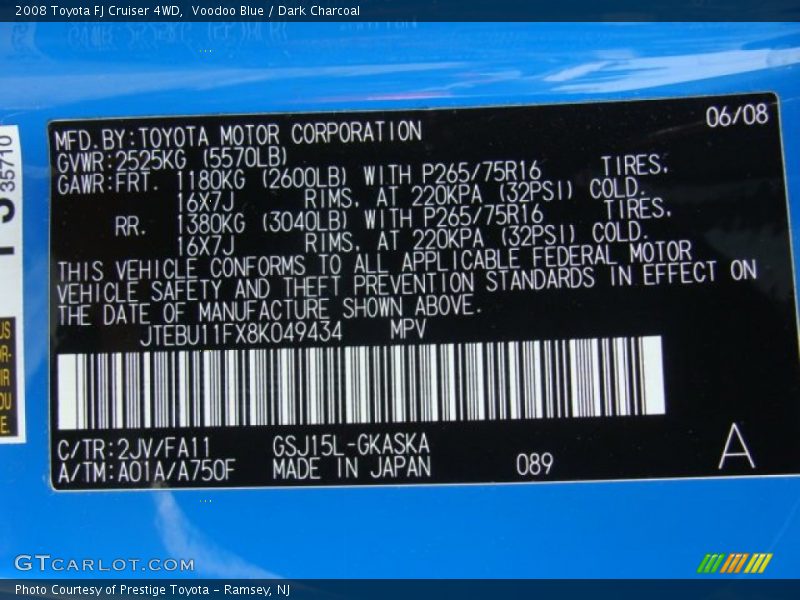 2008 Toyota FJ Cruiser 4WD,  Voodoo Blue / Dark Charcoal
06/08
MFD.BY:TOYOTA MOTOR CORPORATION
GVWR:2525KG (5570LB)
GAWR:FRT. 1180KG (2600LB) WITH P265/75R16 TIRES.
16X7J RIMS. AT 220KPA (32PSI) COLD.
RR. 1380KG (3040LB) WITH P265/75R16 TIRES.
16X7J RIMS. AT 220KPA (32PSI) COLD.
THIS VEHICLE CONFORMS TO ALL APPLICABLE FEDERAL MOTOR
VEHICLE SAFETY AND THEFT PREVENTION STANDARDS IN EFFECT ON
THE DATE OF MANUFACTURE SHOWN ABOVE.
JTEBU11FX8K049434 MPV
C/TR:2JV/FA11 GSJ15L-GKASKA
A/TM:A01A/A750F MADE IN JAPAN 089 A
35710
GTCARLOT.COM
Photo Courtesy of Prestige Toyota - Ramsey, NJ